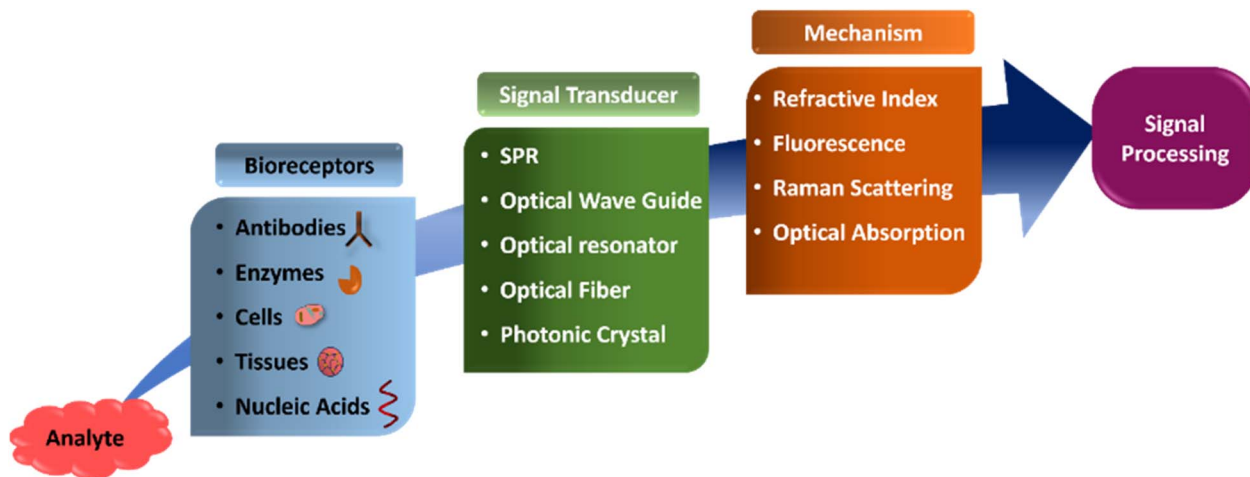 Analyte
Bioreceptors
• Antibodies
• Enzymes
• Cells
• Tissues
• Nucleic Acids
Signal Transducer
• SPR
• Optical Wave Guide
• Optical resonator
• Optical Fiber
• Photonic Crystal
Mechanism
• Refractive Index
• Fluorescence
• Raman Scattering
• Optical Absorption
Signal
Processing